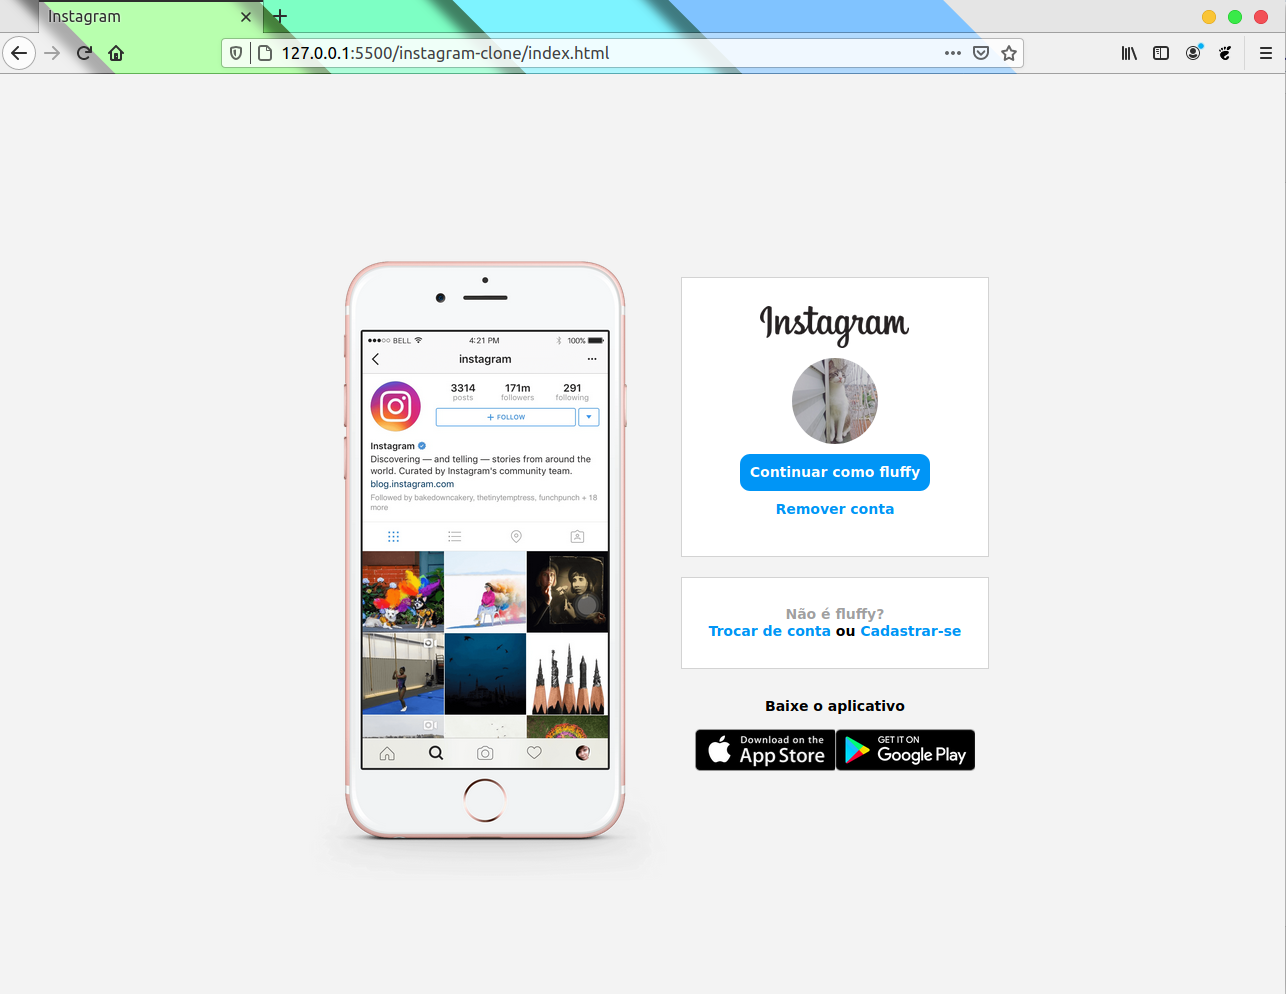 Instagram
127.0.0.1:5500/instagram-clone/index.html
BELL
4:21 PM
100%
instagram
3314
171m
291
posts
followers
following
+ FOLLOW
Instagram
Discovering — and telling — stories from around the
world. Curated by Instagram's community team.
blog.instagram.com
Followed by bakedowncakery, thetinytemptress, funchpunch + 18
more
Instagram
Continuar como fluffy
Remover conta
Não é fluffy?
Trocar de conta ou Cadastrar-se
Baixe o aplicativo
Download on the
App Store
GET IT ON
Google Play